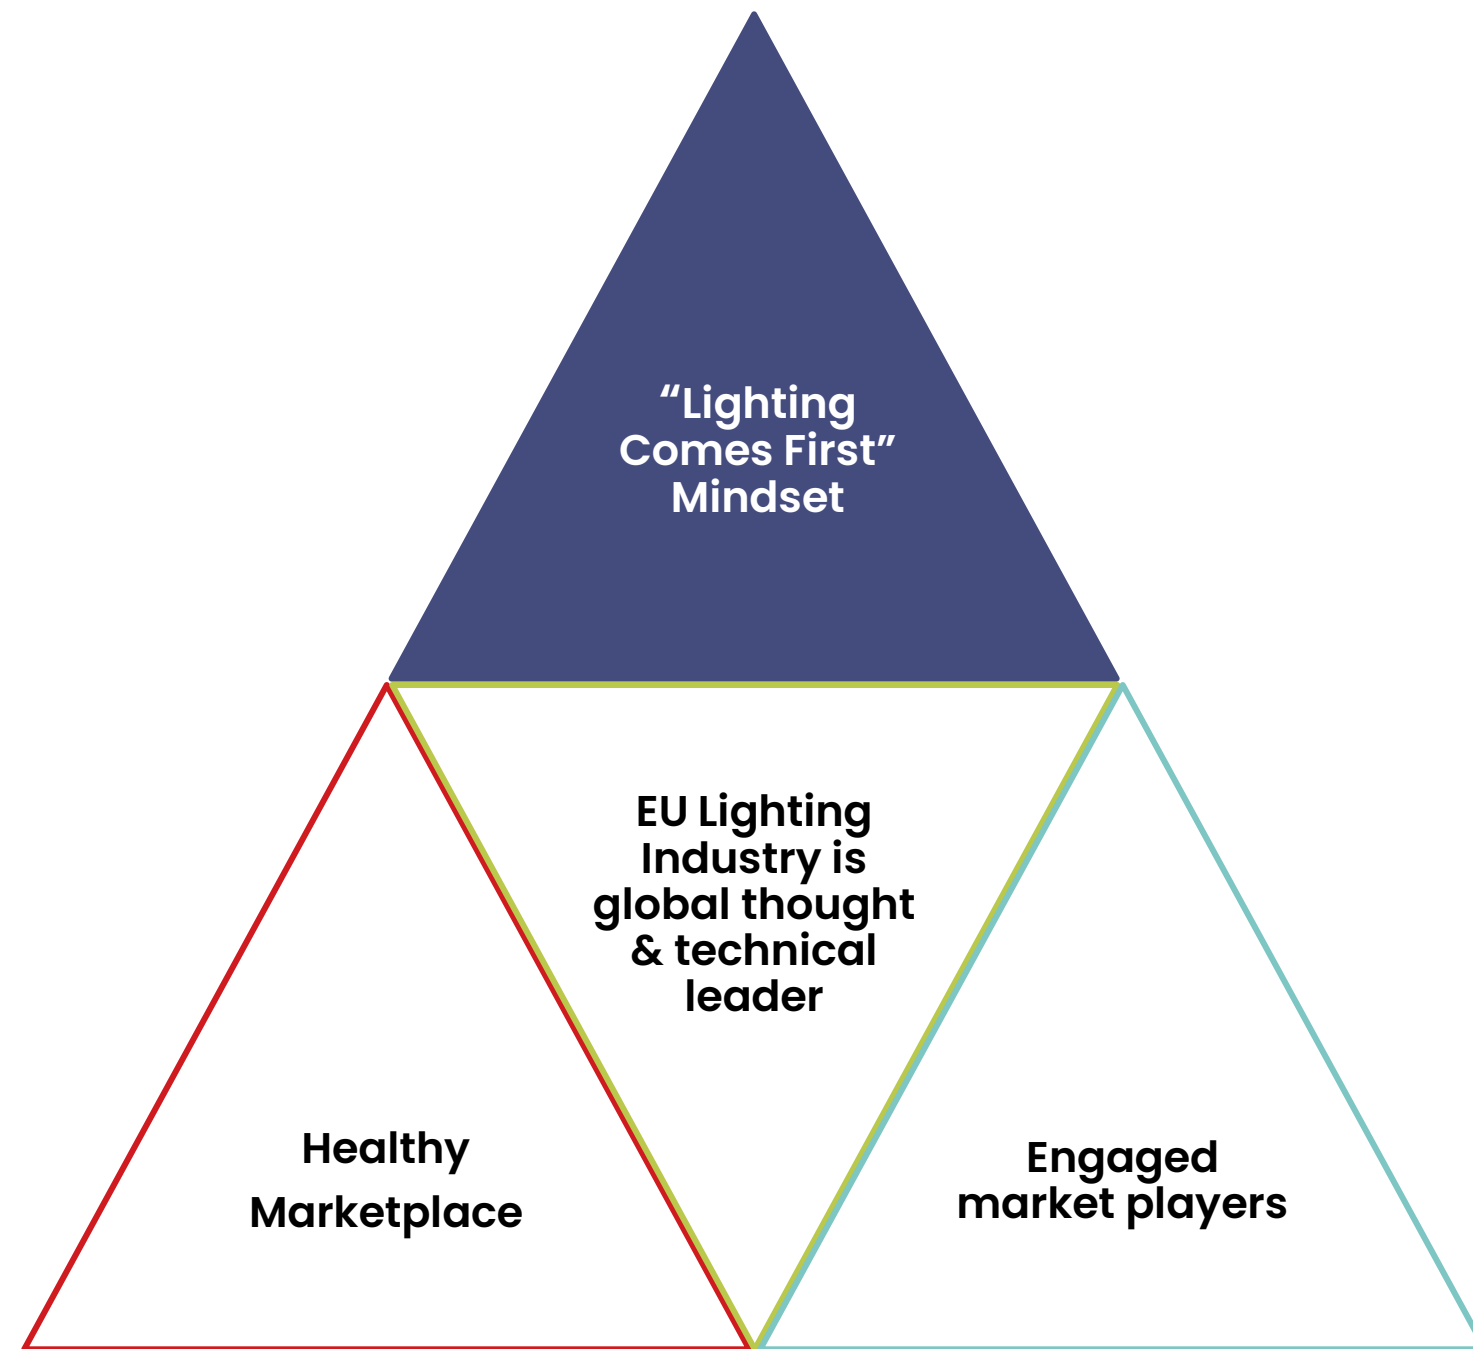 “Lighting
Comes First”
Mindset
EU Lighting
Industry is
global thought
& technical
leader
Healthy
Marketplace
Engaged
market players